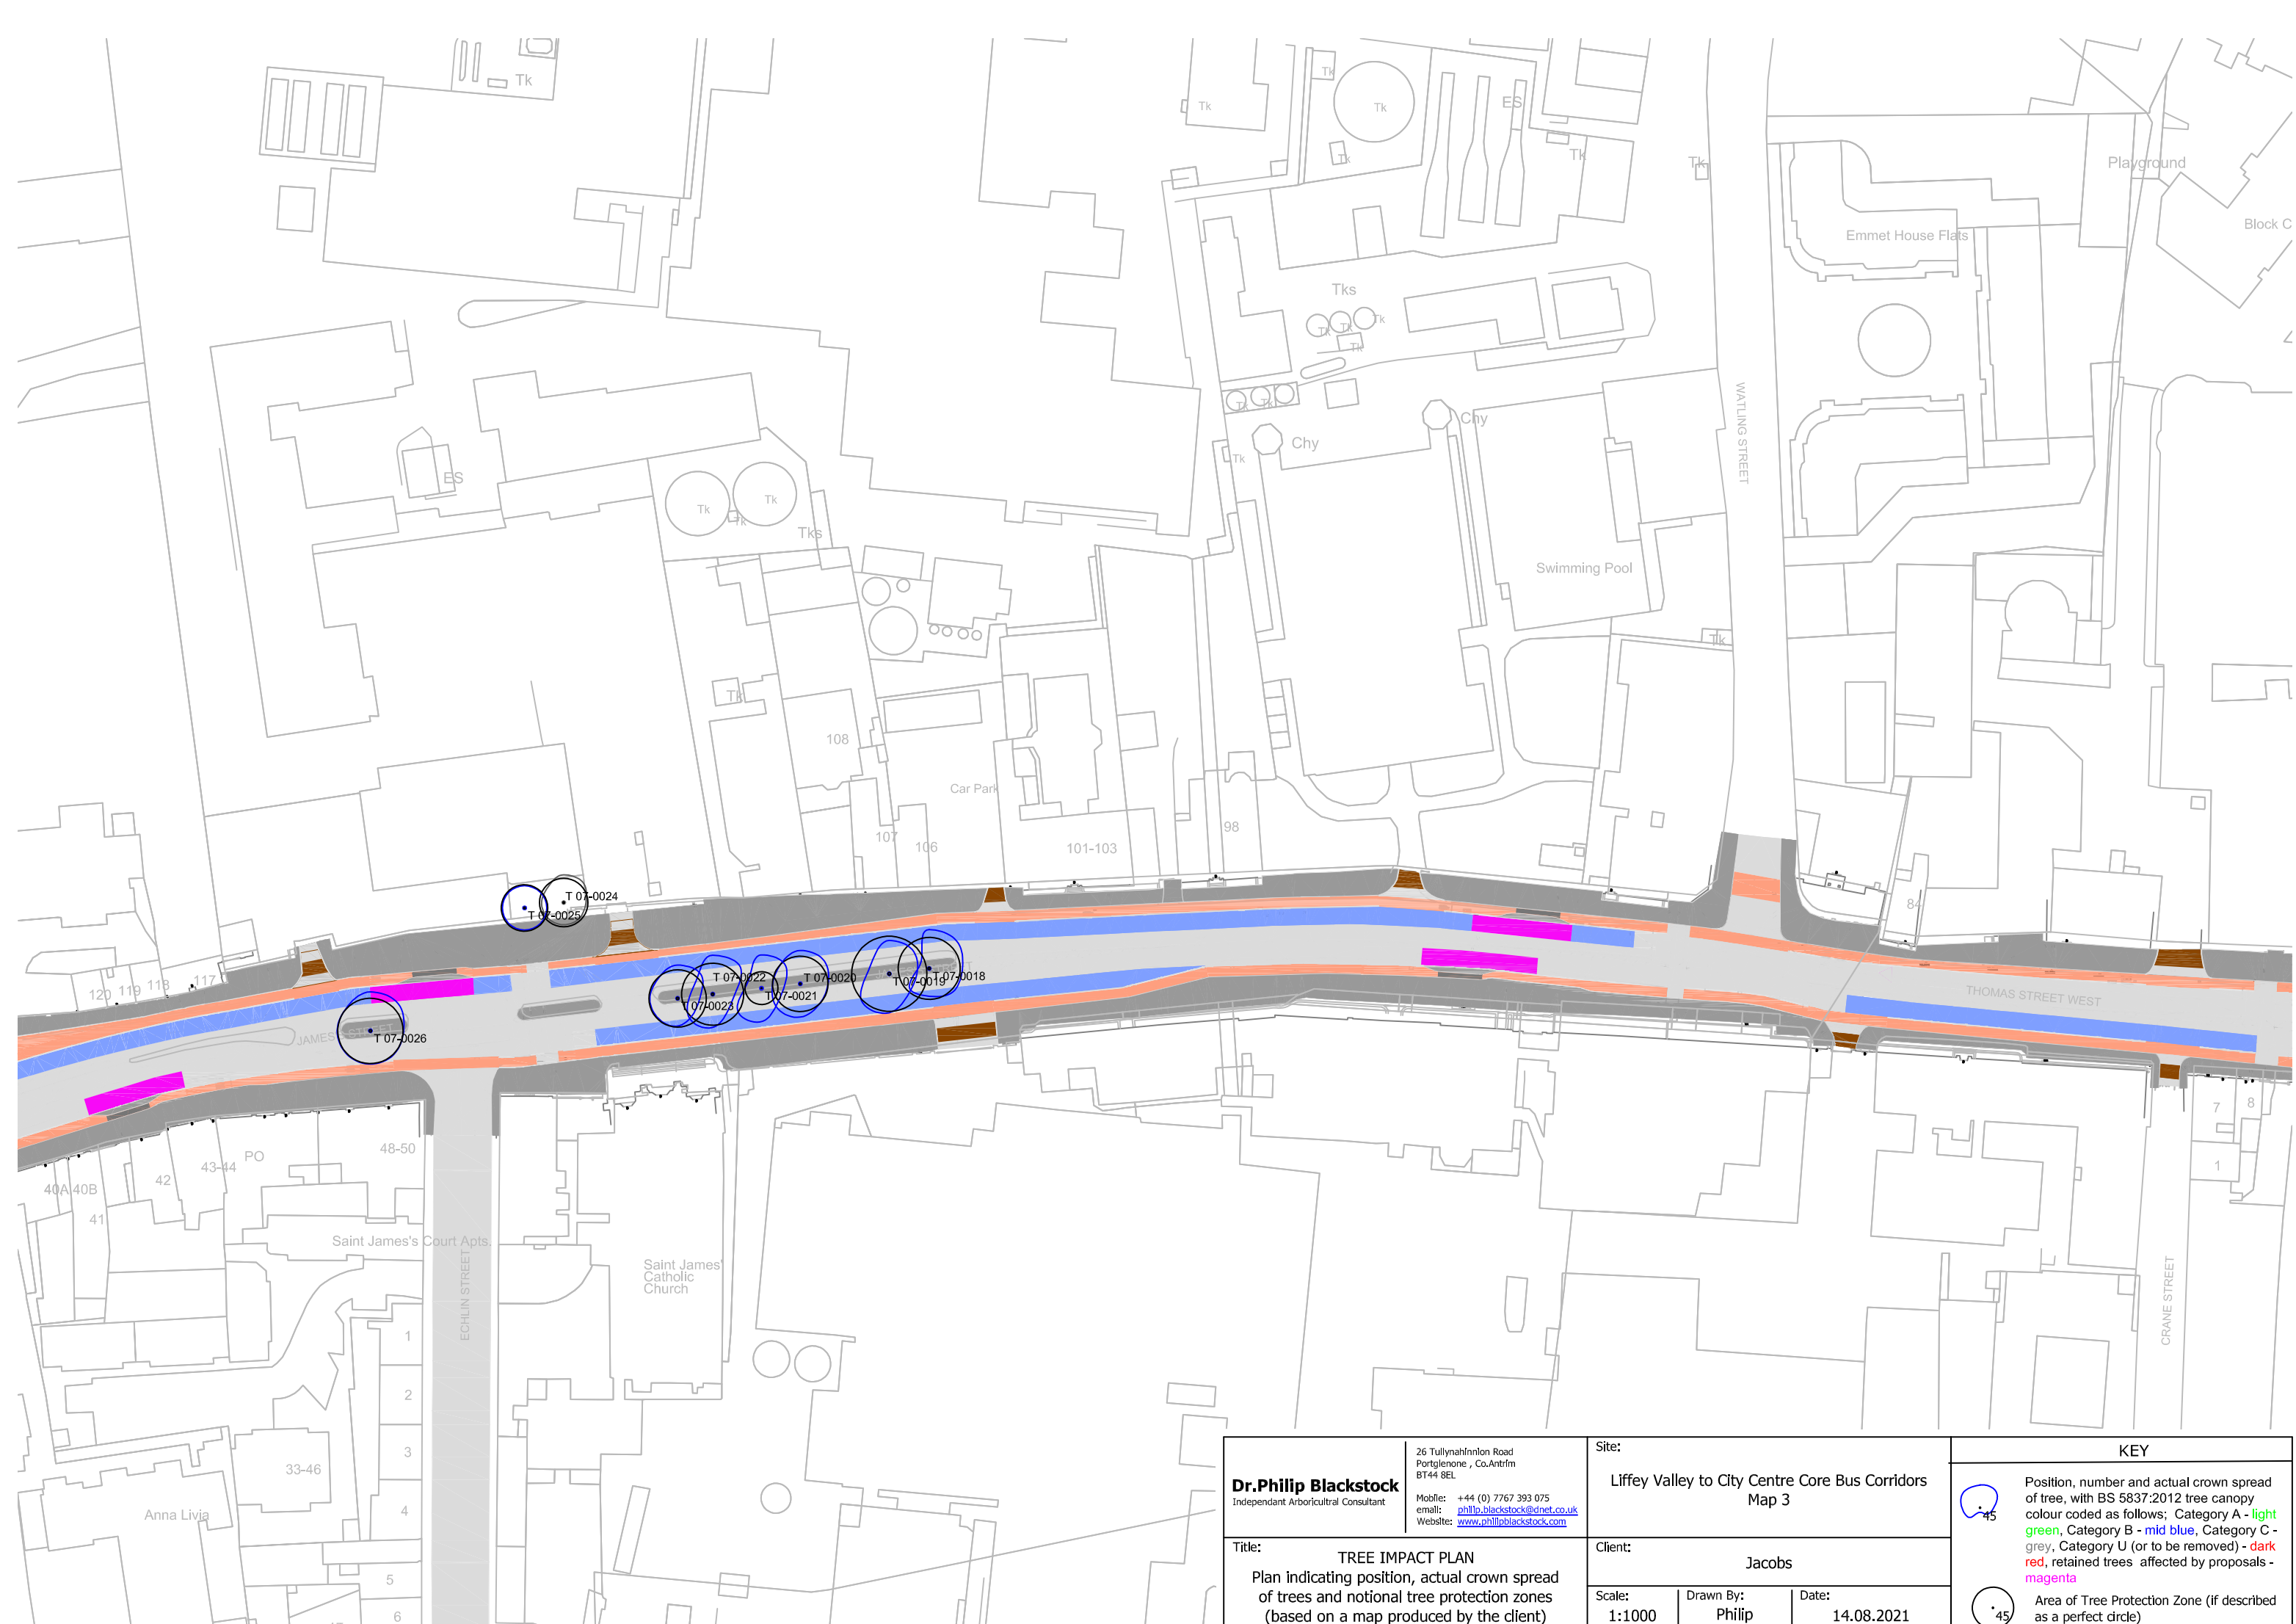 Tk
Tk
Tk
Tk
ES
Tk
Tk
Tk
Playground
Block C
Emmet House Flats
Tks
Tk
Tk
Tk
Tk
Tk
Tk
Chy
Chy
Tk
WATLING STREET
ES
Tk
Tk
Tk
Tks
Swimming Pool
Tk
Tk
108
Car Park
107
106
101-103
98
84
T 07-0024
T 07-0025
T 07-0022
T 07-0020
T 07-0018
T 07-0019
T 07-0021
T 07-0023
T 07-0026
120
119
118
117
JAMES STREET
THOMAS STREET WEST
40A
40B
41
42
43-44
PO
48-50
Saint James's Court Apts.
ECHLIN STREET
Saint James'
Catholic
Church
CRANE STREET
7
8
1
1
2
3
4
5
6
33-46
Anna Livia
Dr.Philip Blackstock
Independant Arboricultral Consultant
26 Tullynahinnion Road
Portglenone , Co.Antrim
BT44 8EL
Mobile: +44 (0) 7767 393 075
email: philip.blackstock@dnet.co.uk
Website: www.philipblackstock.com
Site:
Liffey Valley to City Centre Core Bus Corridors
Map 3
Title:
TREE IMPACT PLAN
Plan indicating position, actual crown spread
of trees and notional tree protection zones
(based on a map produced by the client)
Client:
Jacobs
Scale:
1:1000
Drawn By:
Philip
Date:
14.08.2021
KEY
45
Position, number and actual crown spread
of tree, with BS 5837:2012 tree canopy
colour coded as follows; Category A - light
green, Category B - mid blue, Category C -
grey, Category U (or to be removed) - dark
red, retained trees affected by proposals -
magenta
45
Area of Tree Protection Zone (if described
as a perfect circle)